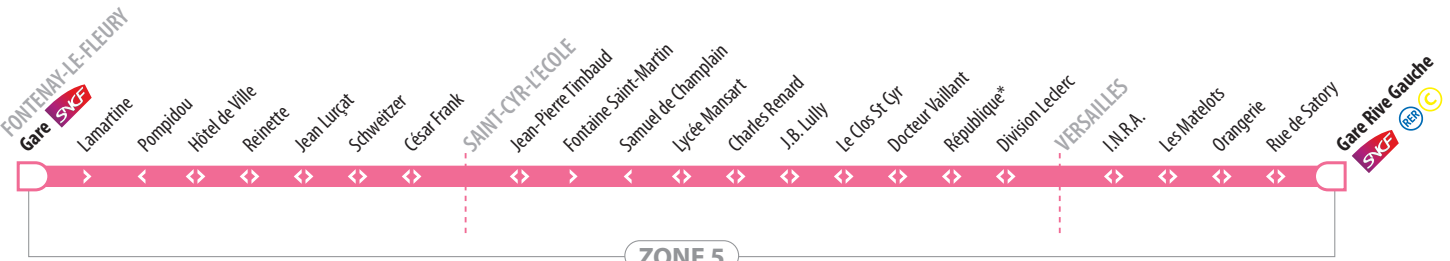 FONTENAY-LE-FLEURY
Gare SNCF
Lamartine
Pompidou
Hôtel de Ville
Reinette
Jean Lurçat
Schweitzer
César Frank
SAINT-CYR-L'ECOLE
Jean-Pierre Timbaud
Fontaine Saint-Martin
Samuel de Champlain
Lycée Mansart
Charles Renard
J.B. Lully
Le Clos St Cyr
Docteur Vaillant
République*
Division Leclerc
VERSAILLES
I.N.R.A.
Les Matelots
Orangerie
Rue de Satory
Gare Rive Gauche
SNCF RER C
ZONE 5